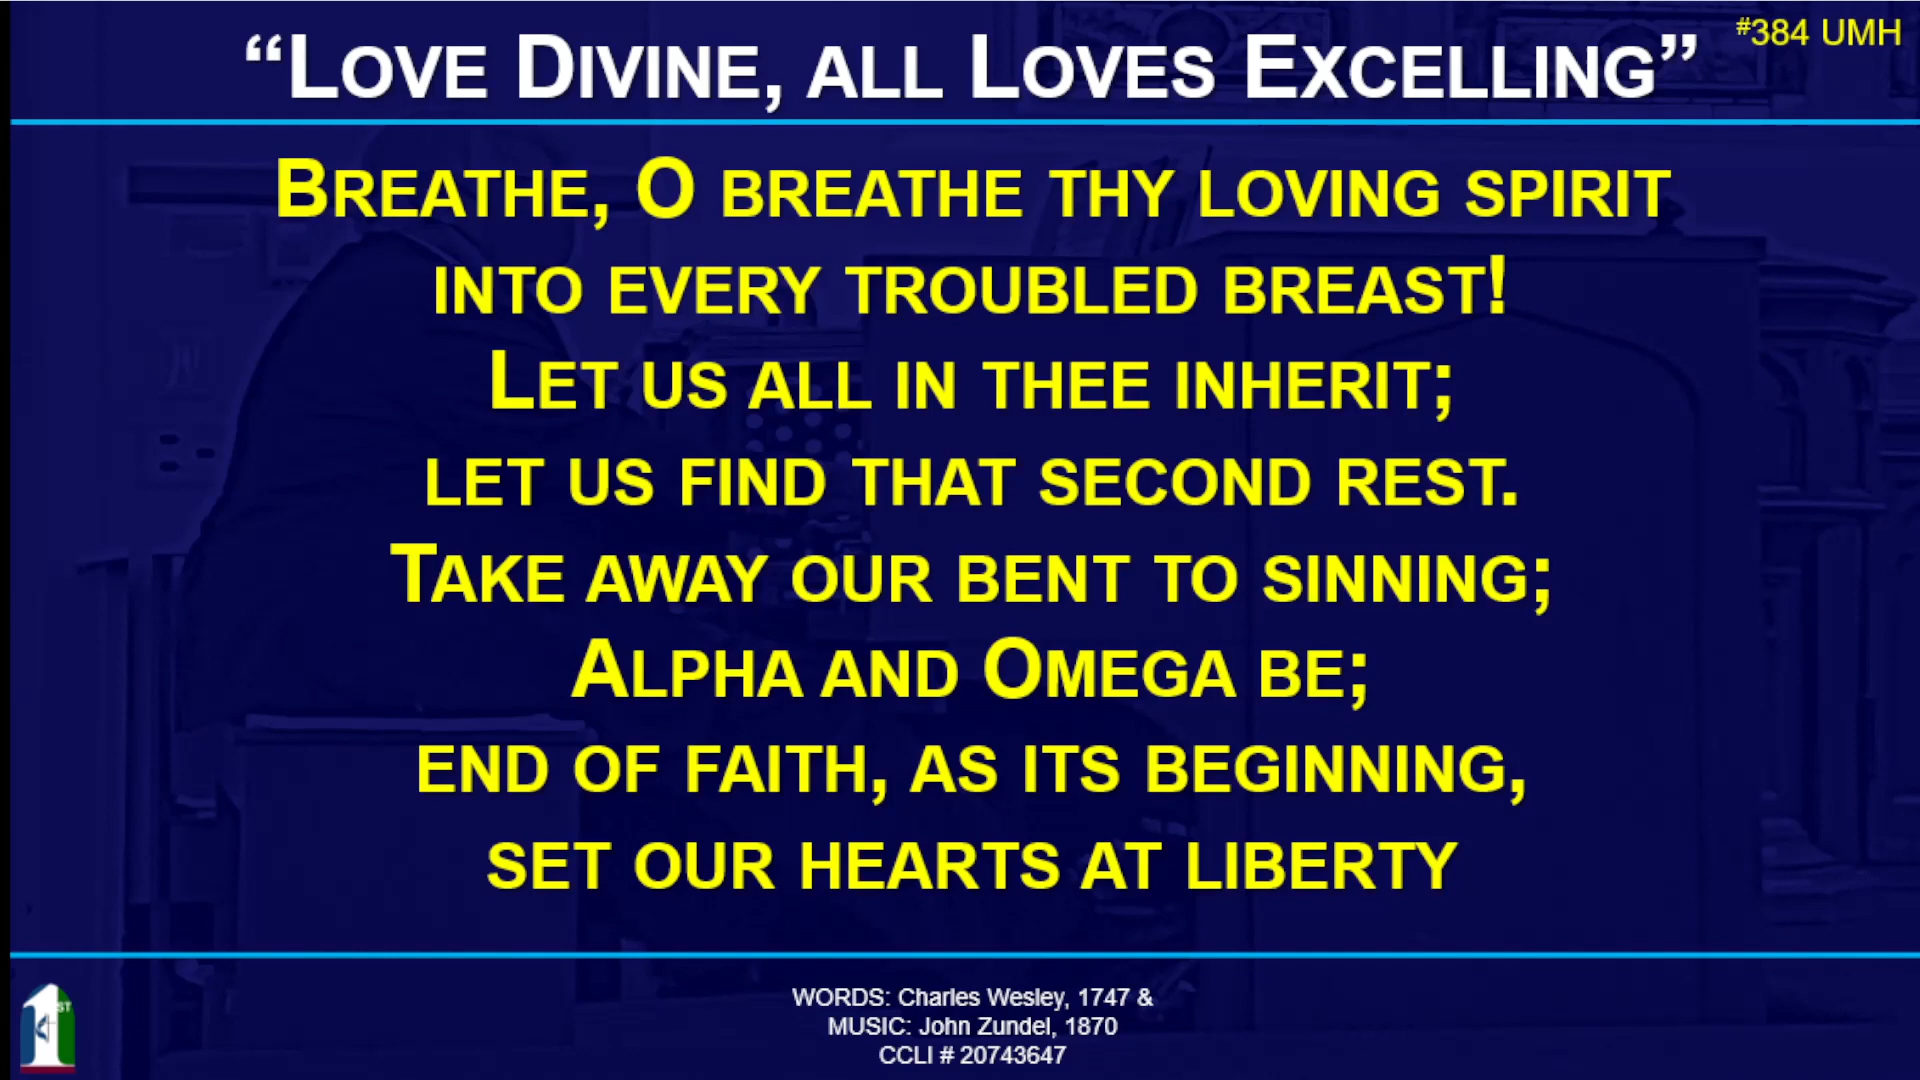 “Love Divine, all Loves Excelling”
#384 UMH
Breathe, O breathe thy loving spirit
into every troubled breast!
Let us all in thee inherit;
let us find that second rest.
Take away our bent to sinning;
Alpha and Omega be;
end of faith, as its beginning,
set our hearts at liberty
1ST
WORDS: Charles Wesley, 1747 &
MUSIC: John Zundel, 1870
CCLI # 20743647